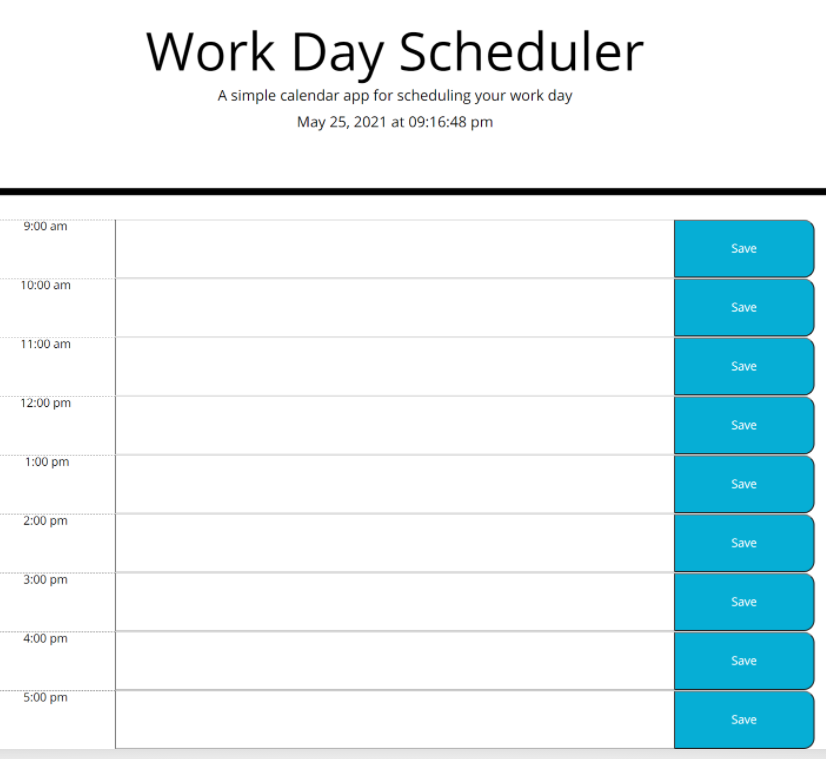 Work Day Scheduler
A simple calendar app for scheduling your work day
May 25, 2021 at 09:16:48 pm
9:00 am
Save
10:00 am
Save
11:00 am
Save
12:00 pm
Save
1:00 pm
Save
2:00 pm
Save
3:00 pm
Save
4:00 pm
Save
5:00 pm
Save